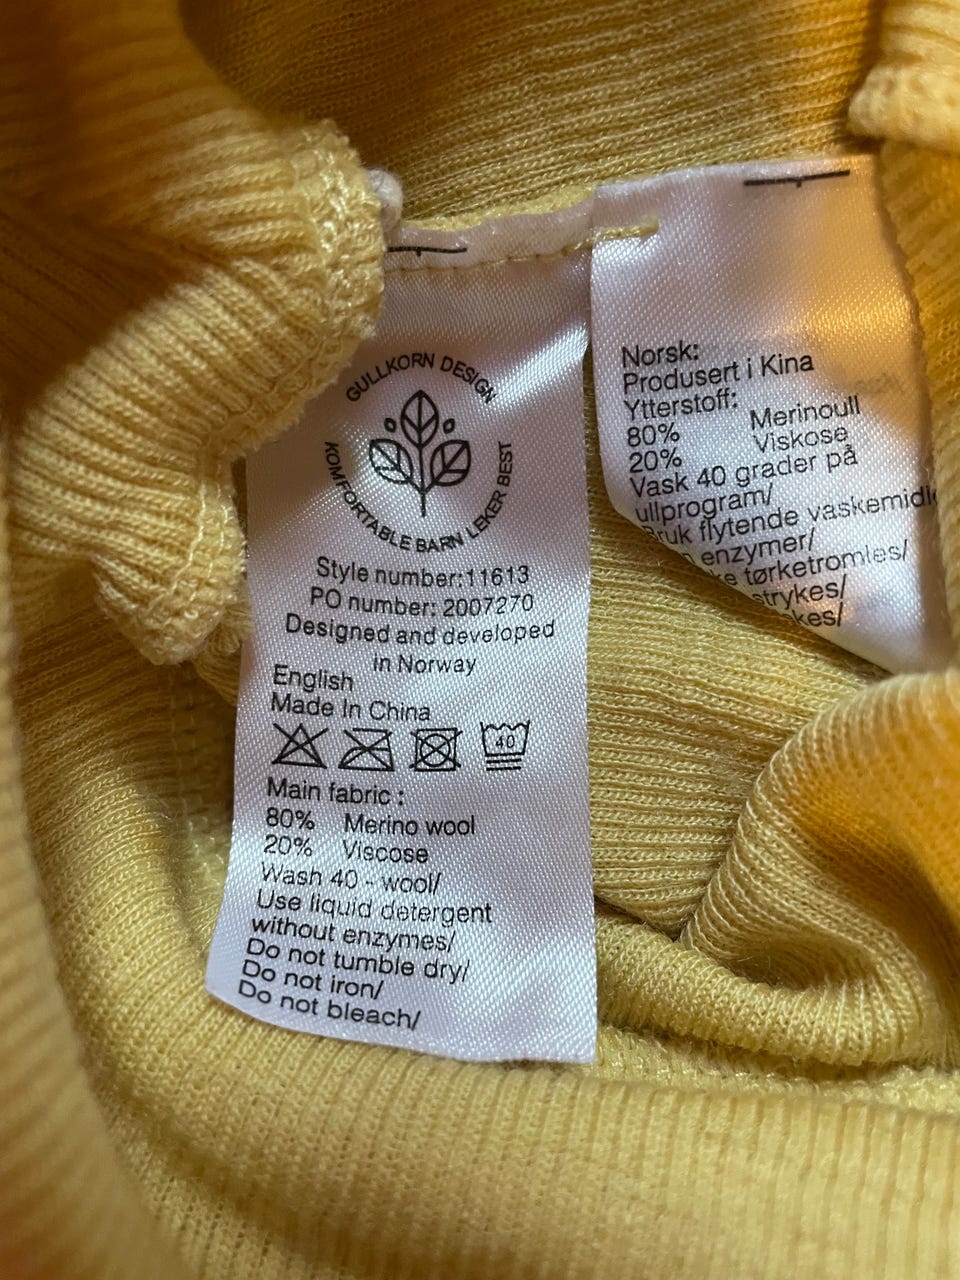 GULLKORN DESIGN
KOMFORTABLE BARN LEKER BEST
Style number:11613
PO number: 2007270
Designed and developed
in Norway
English
Made In China
40
Main fabric :
80% Merino wool
20% Viscose
Wash 40 - wool/
Use liquid detergent
without enzymes/
Do not tumble dry/
Do not iron/
Do not bleach/
Norsk:
Produsert i Kina
Ytterstoff:
80% Merinoull
20% Viskose
Vask 40 grader på
ullprogram/
flytende
enzymer/
tørketromles/